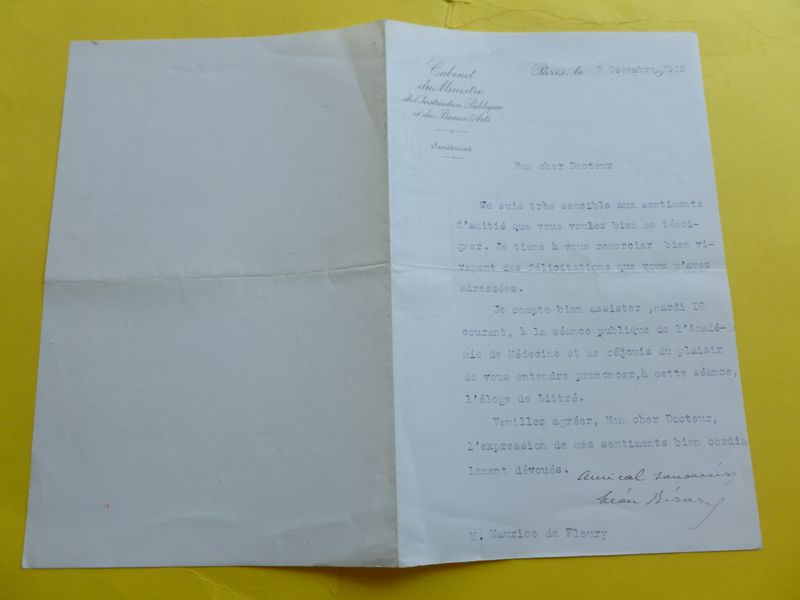 Cabinet
du Ministre
de l'Instruction Publique
et des Beaux-Arts
Secrétariat
Paris, le 5 Décembre, 1919
Mon cher Docteur
Je suis très sensible aux sentiments
d'amitié que vous voulez bien me témoi-
gner. Je tiens à vous remercier bien vi-
vement des félicitations que vous m'avez
adressées.
Je compte bien assister ,mardi I6
courant, à la séance publique de l'Acadé-
mie de Médecine et me réjouis du plaisir
de vous entendre prononcer,à cette séance,
l'éloge de Littré.
Veuillez agréer, Mon cher Docteur,
l'expression de mes sentiments bien cordia
lement dévoués.
Amical souvenir
Léon Bérard
M. Maurice de Fleury